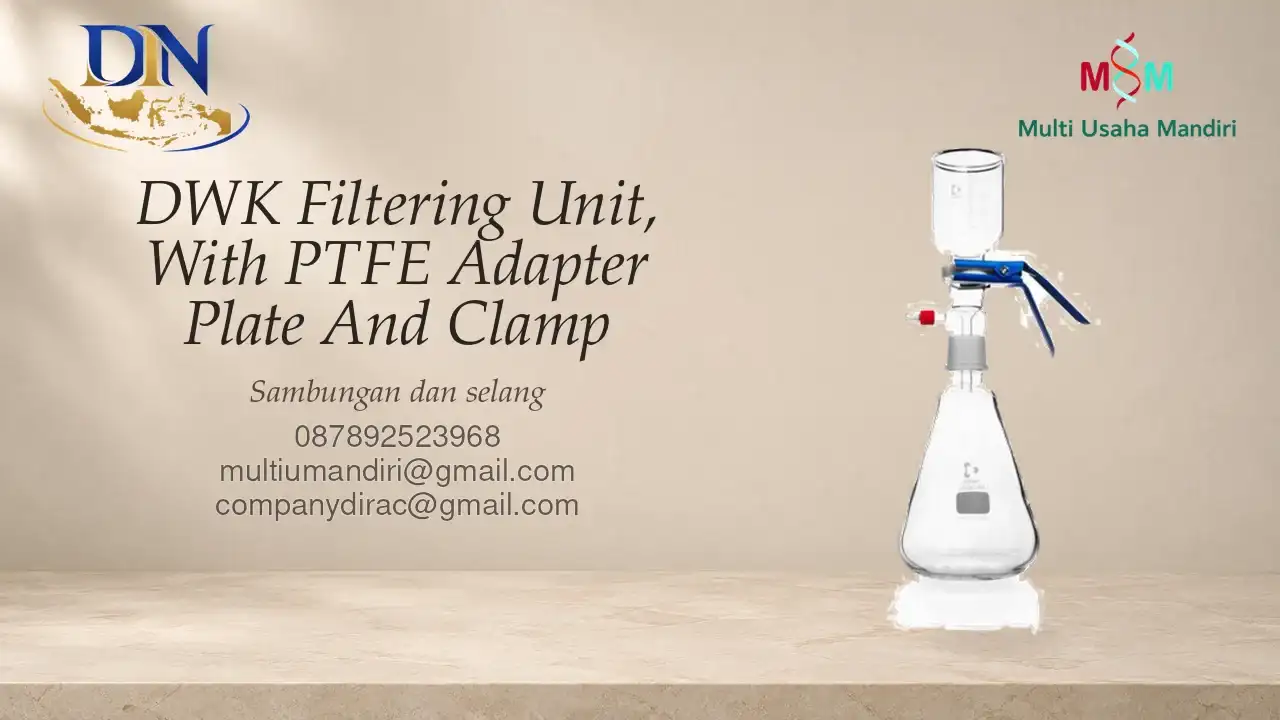 DN
M M
Multi Usaha Mandiri
DWK Filtering Unit,
With PTFE Adapter
Plate And Clamp
Sambungan dan selang
087892523968
multiumandiri@gmail.com
companydirac@gmail.com